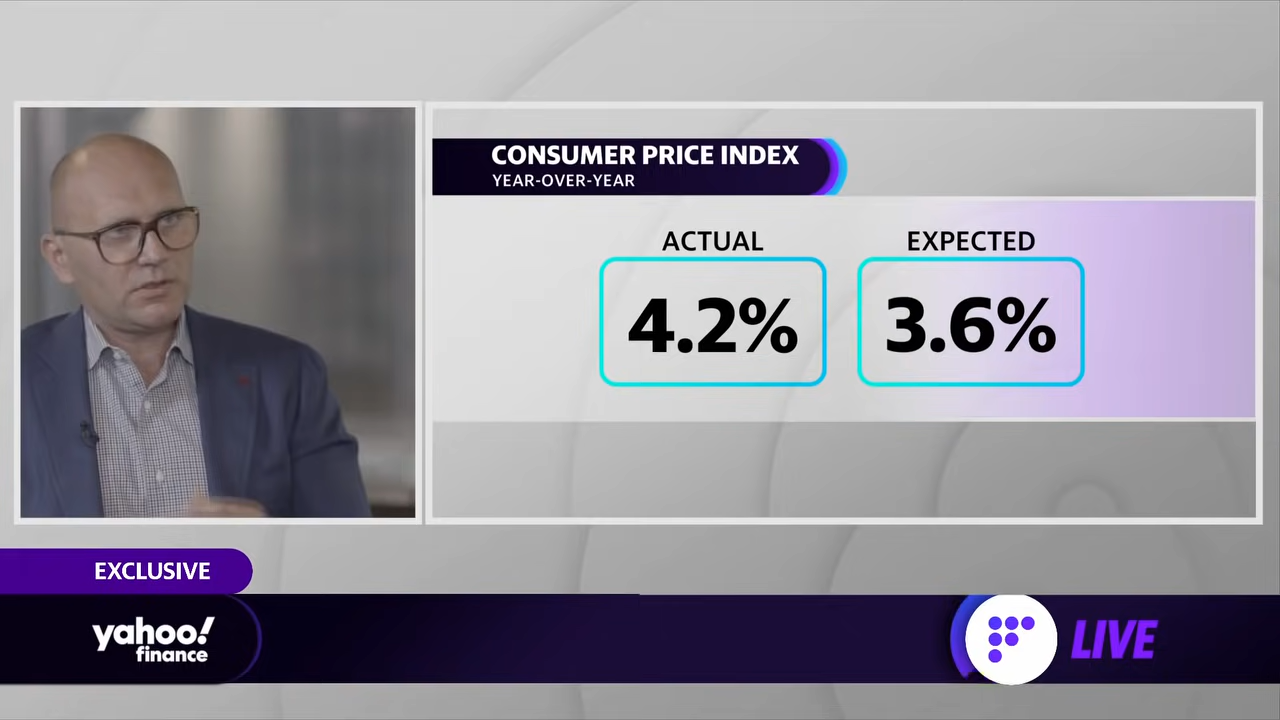 CONSUMER PRICE INDEX
YEAR-OVER-YEAR
ACTUAL
EXPECTED
4.2%
3.6%
EXCLUSIVE
yahoo!
finance
LIVE